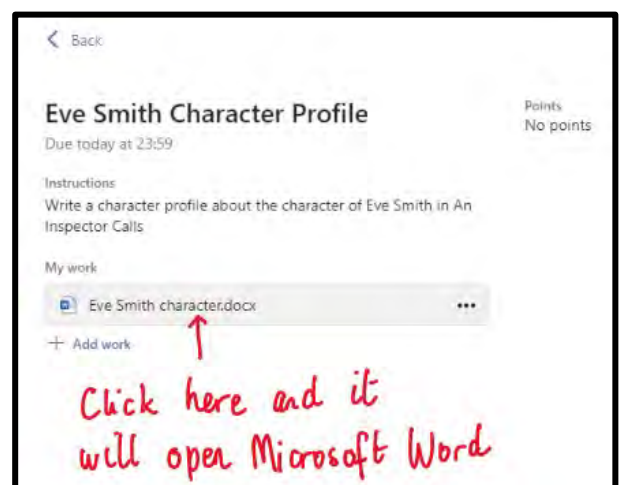 Back
Eve Smith Character Profile
Points
No points
Due today at 23:59
Instructions
Write a character profile about the character of Eve Smith in An
Inspector Calls
My work
Eve Smith character.docx
•••
+ Add work
Click here and it
will open Microsoft Word